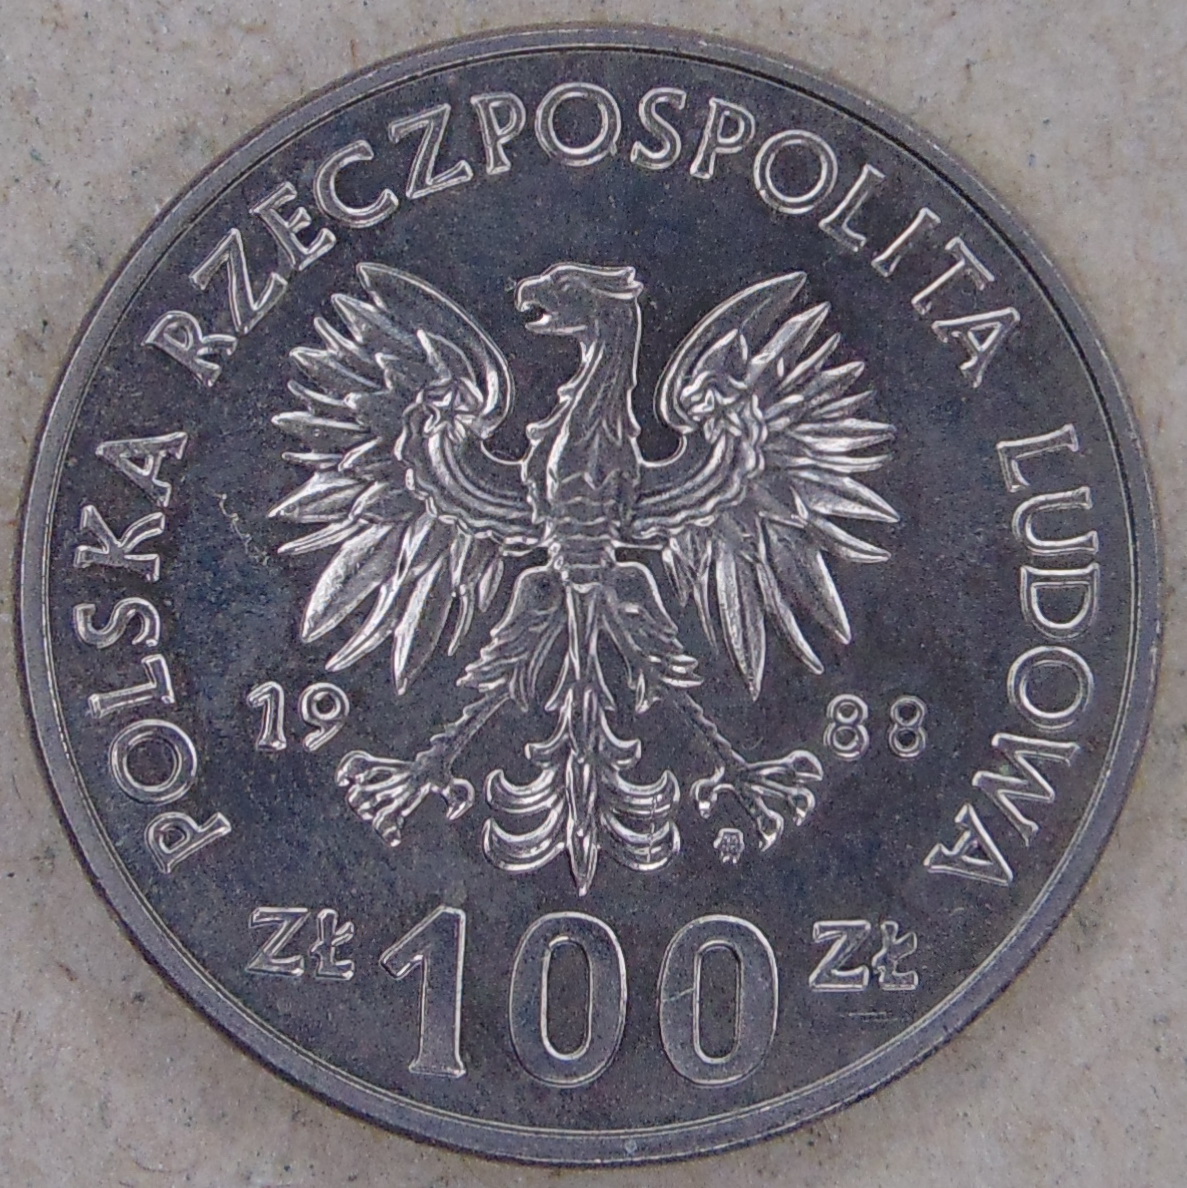 POLSKA RZECZPOSPOLITA LUDOWA
19 88
ZŁ 100 ZŁ